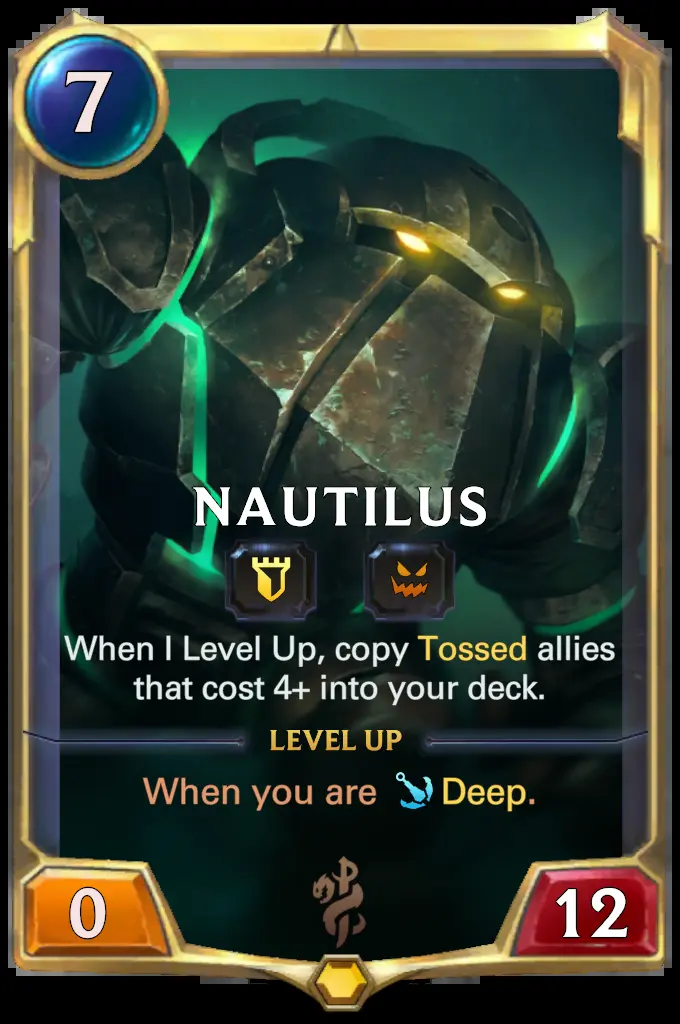 7
NAUTILUS
When I Level Up, copy Tossed allies
that cost 4+ into your deck.
LEVEL UP
When you are Deep.
0
12